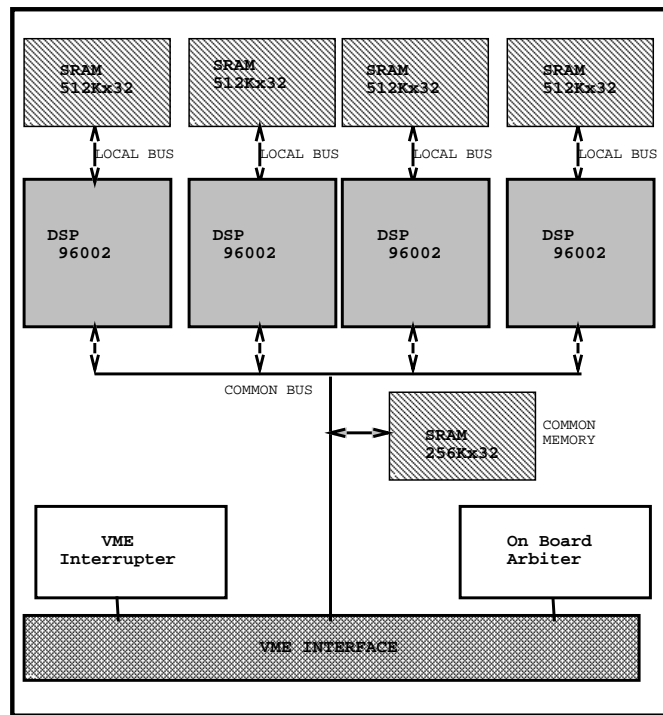 SRAM SRAM SRAM SRAM
512Kx32 512Kx32 512Kx32 512Kx32
LOCAL BUS LOCAL BUS LOCAL BUS LOCAL BUS
DSP DSP DSP DSP
96002 96002 96002 96002
COMMON BUS
SRAM
256Kx32
COMMON
MEMORY
VME
Interrupter
On Board
Arbiter
VME INTERFACE